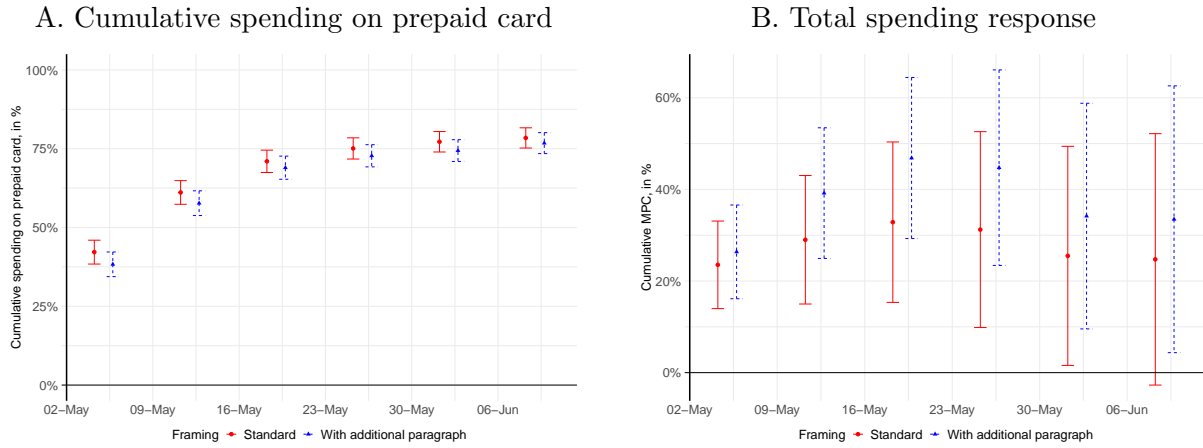 A. Cumulative spending on prepaid card
100%
75%
50%
25%
0%
Cumulative spending on prepaid card, in %
02−May 09−May 16−May 23−May 30−May 06−Jun
Framing Standard With additional paragraph
B. Total spending response
60%
40%
20%
0%
Cumulative MPC, in %
02−May 09−May 16−May 23−May 30−May 06−Jun
Framing Standard With additional paragraph